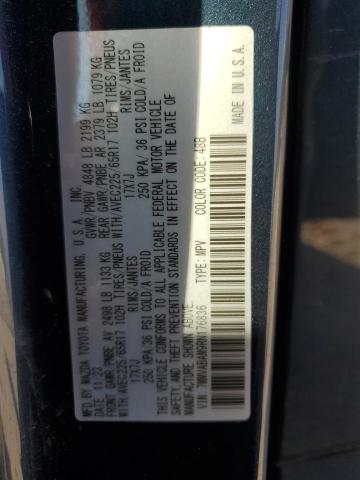 MFD. BY MAZDA TOYOTA MANUFACTURING, U.S.A., INC.
DATE: 11.22 GVWR/PNBV 4848 LB 2199 KG
FRONT GAWR/PNBE AV 2498 LB 1133 KG REAR GAWR/PNBE AR 2379 LB 1079 KG
WITH/AVEC225/65R17 102H TIRES/PNEUS WITH/AVEC225/65R17 102H TIRES/PNEUS
17X7J RIMS/JANTES 17X7J RIMS/JANTES
250 KPA/36 PSI COLD/A FROID 250 KPA/36 PSI COLD/A FROID
THIS VEHICLE CONFORMS TO ALL APPLICABLE FEDERAL MOTOR VEHICLE
SAFETY, BUMPER, AND THEFT PREVENTION STANDARDS IN EFFECT ON THE DATE OF
MANUFACTURE SHOWN ABOVE.
VIN: 7MMVABAM9RN176836 TYPE: MPV COLOR CODE: 48B MADE IN U.S.A.